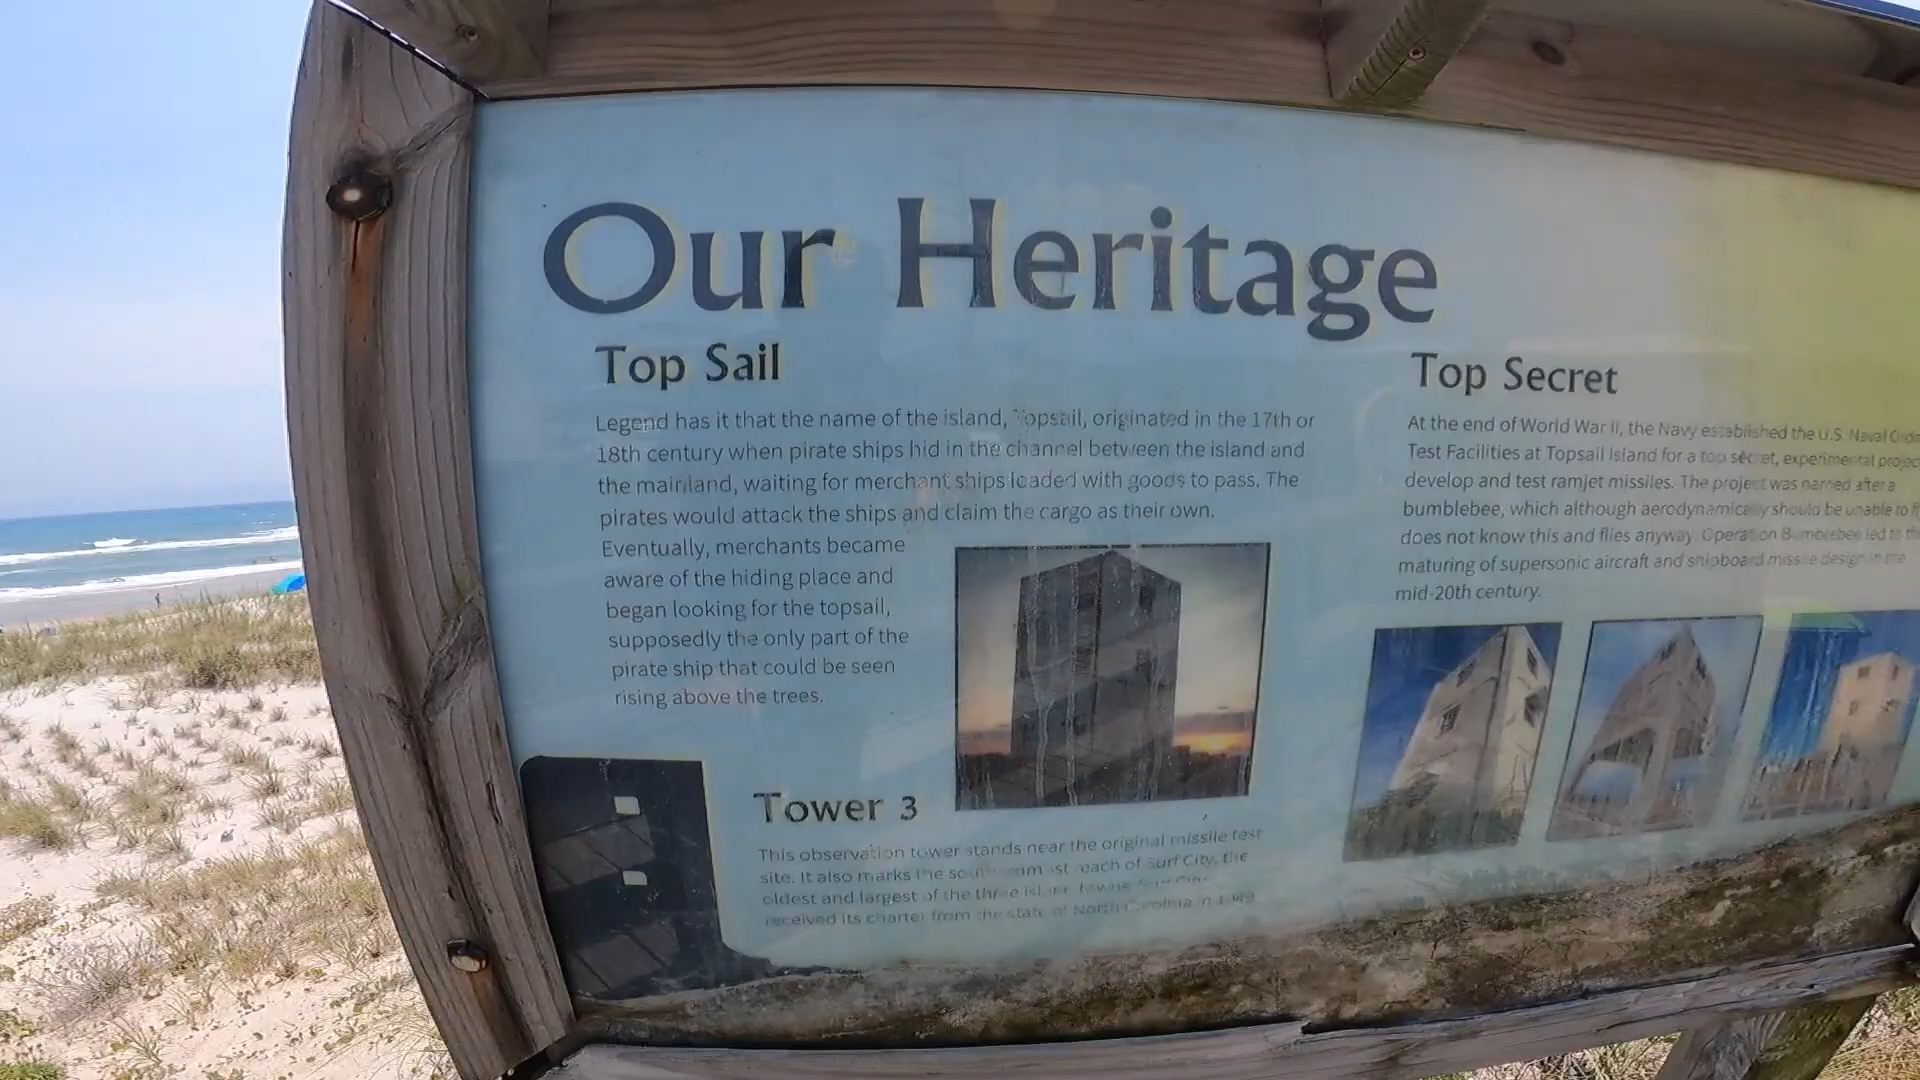 Our Heritage
Top Sail
Legend has it that the name of the island, Topsail, originated in the 17th or
18th century when pirate ships hid in the channel between the island and
the mainland, waiting for merchant ships loaded with goods to pass. The
pirates would attack the ships and claim the cargo as their own.
Eventually, merchants became
aware of the hiding place and
began looking for the topsail,
supposedly the only part of the
pirate ship that could be seen
rising above the trees.
Tower 3
This observation tower stands near the original missile test
site. It also marks the reach of Surf City, the
oldest and largest of the three island towns. Surf City
received its charter from the state of North Carolina in 1949.
Top Secret
At the end of World War II, the Navy established the U.S. Naval
Test Facilities at Topsail Island for a top secret, experimental
develop and test ramjet missiles. The project was named after a
bumblebee, which although aerodynamically should be unable to
does not know this and flies anyway. Operation Bumblebee led to
maturing of supersonic aircraft and shipboard missile design in the
mid-20th century.